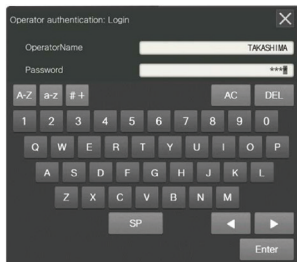 Operator authentication: Login
OperatorName TAKASHIMA
Password ***
A-Z a-z #+ AC DEL
1 2 3 4 5 6 7 8 9 0
Q W E R T Y U I O P
A S D F G H J K L
Z X C V B N M
SP
Enter